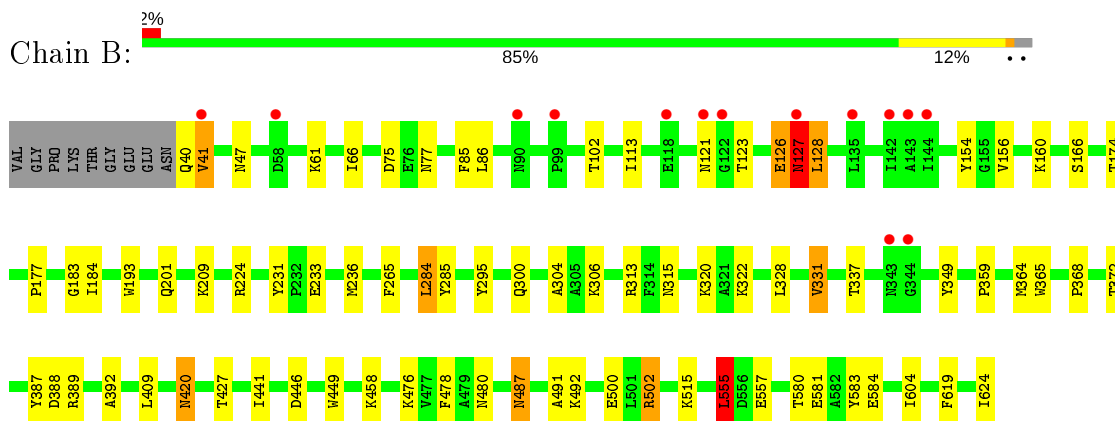 2%
Chain B:
85% 12% • •
VAL GLY PRO LYS THR GLY GLU GLU ASN Q40 V41 N47 D58 K61 I66 D75 E76 N77 F85 L86 N90 P99 T102 I113 E118 N121 G122 T123 E126 N127 L128 L135 I142 A143 I144 Y154 G155 V156 K160 S166 T174
P177 G183 I184 W193 Q201 K209 R224 Y231 P232 E233 M236 F265 L284 Y285 Y295 Q300 A304 A305 K306 R313 F314 N315 K320 A321 K322 L328 V331 T337 N343 G344 Y349 P359 M364 W365 P368 T372
Y387 D388 R389 A392 L409 N420 T427 I441 D446 W449 K458 K476 V477 F478 A479 N480 N487 A491 K492 E500 L501 R502 K515 L555 D556 E557 T580 E581 A582 Y583 E584 I604 F619 I624